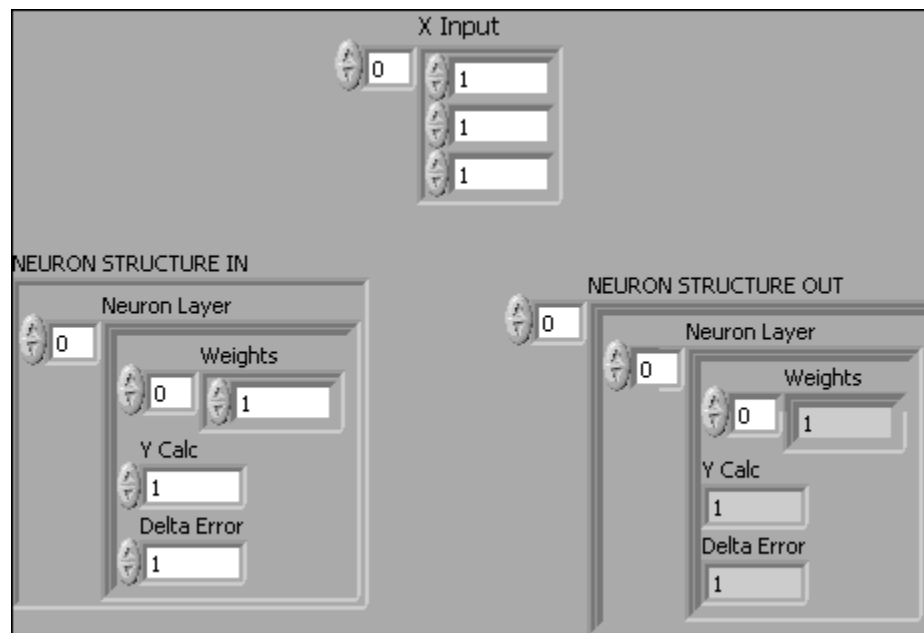 X Input
0
1
1
1
NEURON STRUCTURE IN
Neuron Layer
0
Weights
0 1
Y Calc
1
Delta Error
1
NEURON STRUCTURE OUT
0
Neuron Layer
0
Weights
0 1
Y Calc
1
Delta Error
1